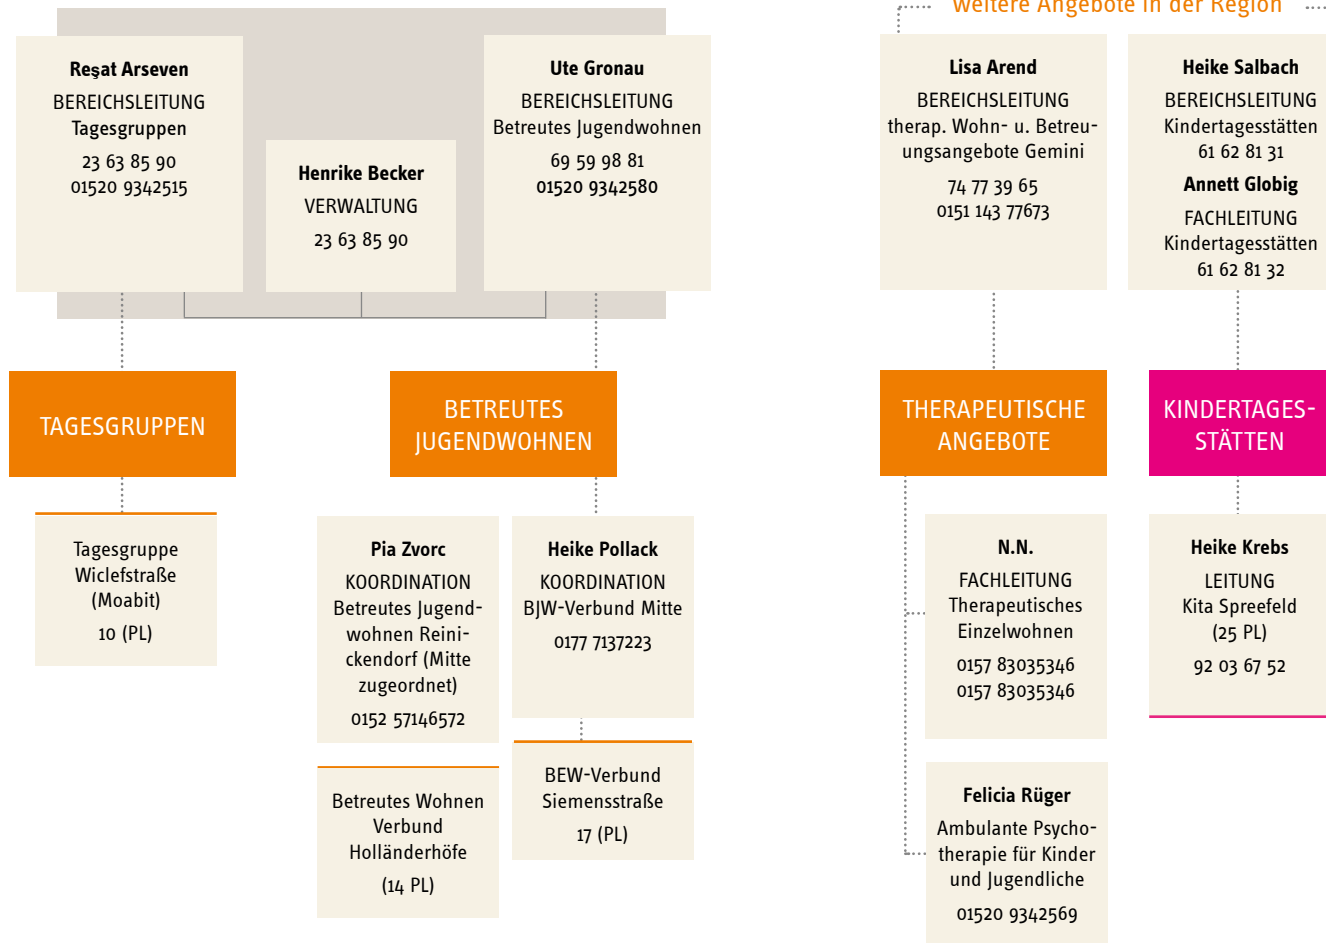 weitere Angebote in der Region
Reşat Arseven
BEREICHSLEITUNG
Tagesgruppen
23 63 85 90
01520 9342515
Henrike Becker
VERWALTUNG
23 63 85 90
Ute Gronau
BEREICHSLEITUNG
Betreutes Jugendwohnen
69 59 98 81
01520 9342580
Lisa Arend
BEREICHSLEITUNG
therap. Wohn- u. Betreu-
ungsangebote Gemini
74 77 39 65
0151 143 77673
Heike Salbach
BEREICHSLEITUNG
Kindertagesstätten
61 62 81 31
Annett Globig
FACHLEITUNG
Kindertagesstätten
61 62 81 32
TAGESGRUPPEN
BETREUTES
JUGENDWOHNEN
THERAPEUTISCHE
ANGEBOTE
KINDERTAGES-
STÄTTEN
Tagesgruppe
Wiclefstraße
(Moabit)
10 (PL)
Pia Zvorc
KOORDINATION
Betreutes Jugend-
wohnen Reini-
ckendorf (Mitte
zugeordnet)
0152 57146572
Betreutes Wohnen
Verbund
Holländerhöfe
(14 PL)
Heike Pollack
KOORDINATION
BJW-Verbund Mitte
0177 7137223
BEW-Verbund
Siemensstraße
17 (PL)
N.N.
FACHLEITUNG
Therapeutisches
Einzelwohnen
0157 83035346
0157 83035346
Felicia Rüger
Ambulante Psycho-
therapie für Kinder
und Jugendliche
01520 9342569
Heike Krebs
LEITUNG
Kita Spreefeld
(25 PL)
92 03 67 52